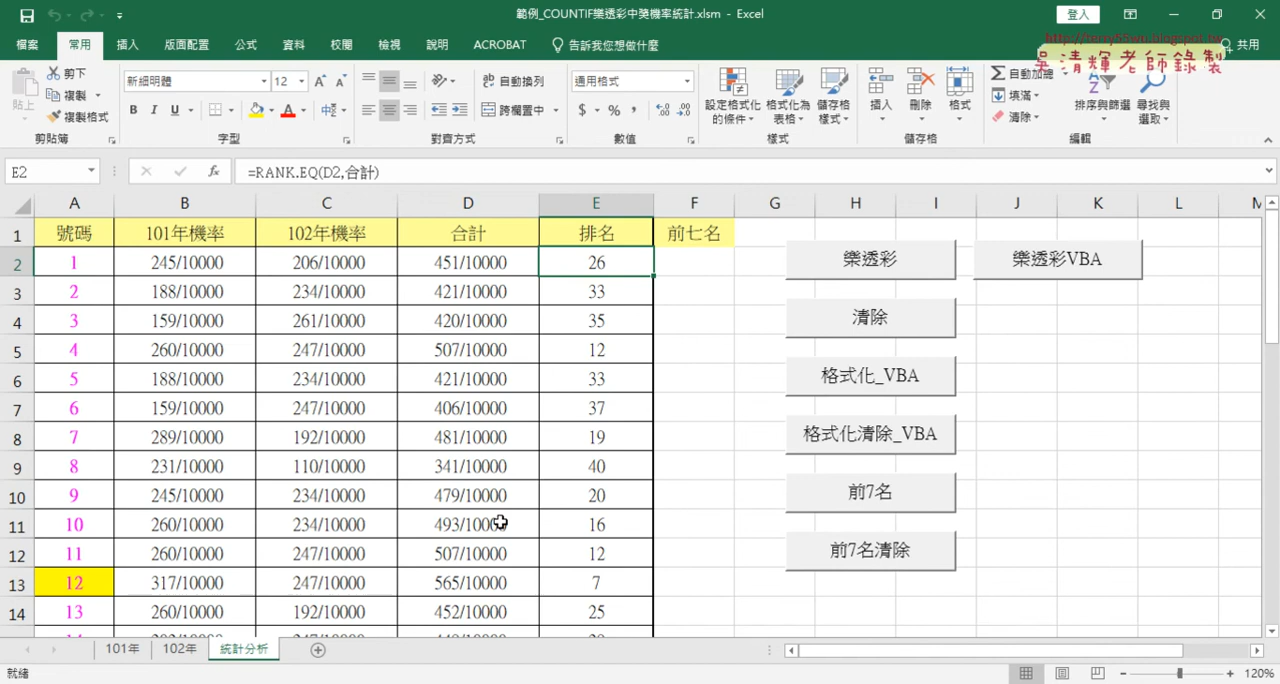 範例_COUNTIF樂透彩中獎機率統計.xlsm - Excel
登入
http://terry55wu.blogspot.tw
吳清輝老師錄製
檔案 常用 插入 版面配置 公式 資料 校閱 檢視 說明 ACROBAT 告訴我您想做什麼 共用
剪下
複製
複製格式
貼上
新細明體 12
B I U
自動換列
跨欄置中
通用格式
$ % ,
設定格式化的條件
格式化為表格
儲存格樣式
插入 刪除 格式
自動加總
填滿
清除
排序與篩選
尋找與選取
剪貼簿 字型 對齊方式 數值 樣式 儲存格 編輯
E2 fx =RANK.EQ(D2,合計)
A B C D E F G H I J K L M
1 號碼 101年機率 102年機率 合計 排名 前七名
2 1 245/10000 206/10000 451/10000 26
3 2 188/10000 234/10000 421/10000 33
4 3 159/10000 261/10000 420/10000 35
5 4 260/10000 247/10000 507/10000 12
6 5 188/10000 234/10000 421/10000 33
7 6 159/10000 247/10000 406/10000 37
8 7 289/10000 192/10000 481/10000 19
9 8 231/10000 110/10000 341/10000 40
10 9 245/10000 234/10000 479/10000 20
11 10 260/10000 234/10000 493/10000 16
12 11 260/10000 247/10000 507/10000 12
13 12 317/10000 247/10000 565/10000 7
14 13 260/10000 192/10000 452/10000 25
樂透彩 樂透彩VBA
清除
格式化_VBA
格式化清除_VBA
前7名
前7名清除
101年 102年 統計分析
就緒 120%